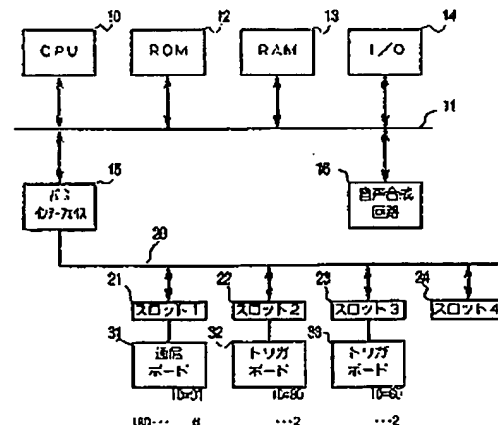 10
12
13
14
CPU
ROM
RAM
I/O
11
15
16
バス
インターフェイス
音声合成
回路
20
21
22
23
24
スロット1
スロット2
スロット3
スロット4
31
32
33
通信
ボード
トリガ
ボード
トリガ
ボード
…2
…2